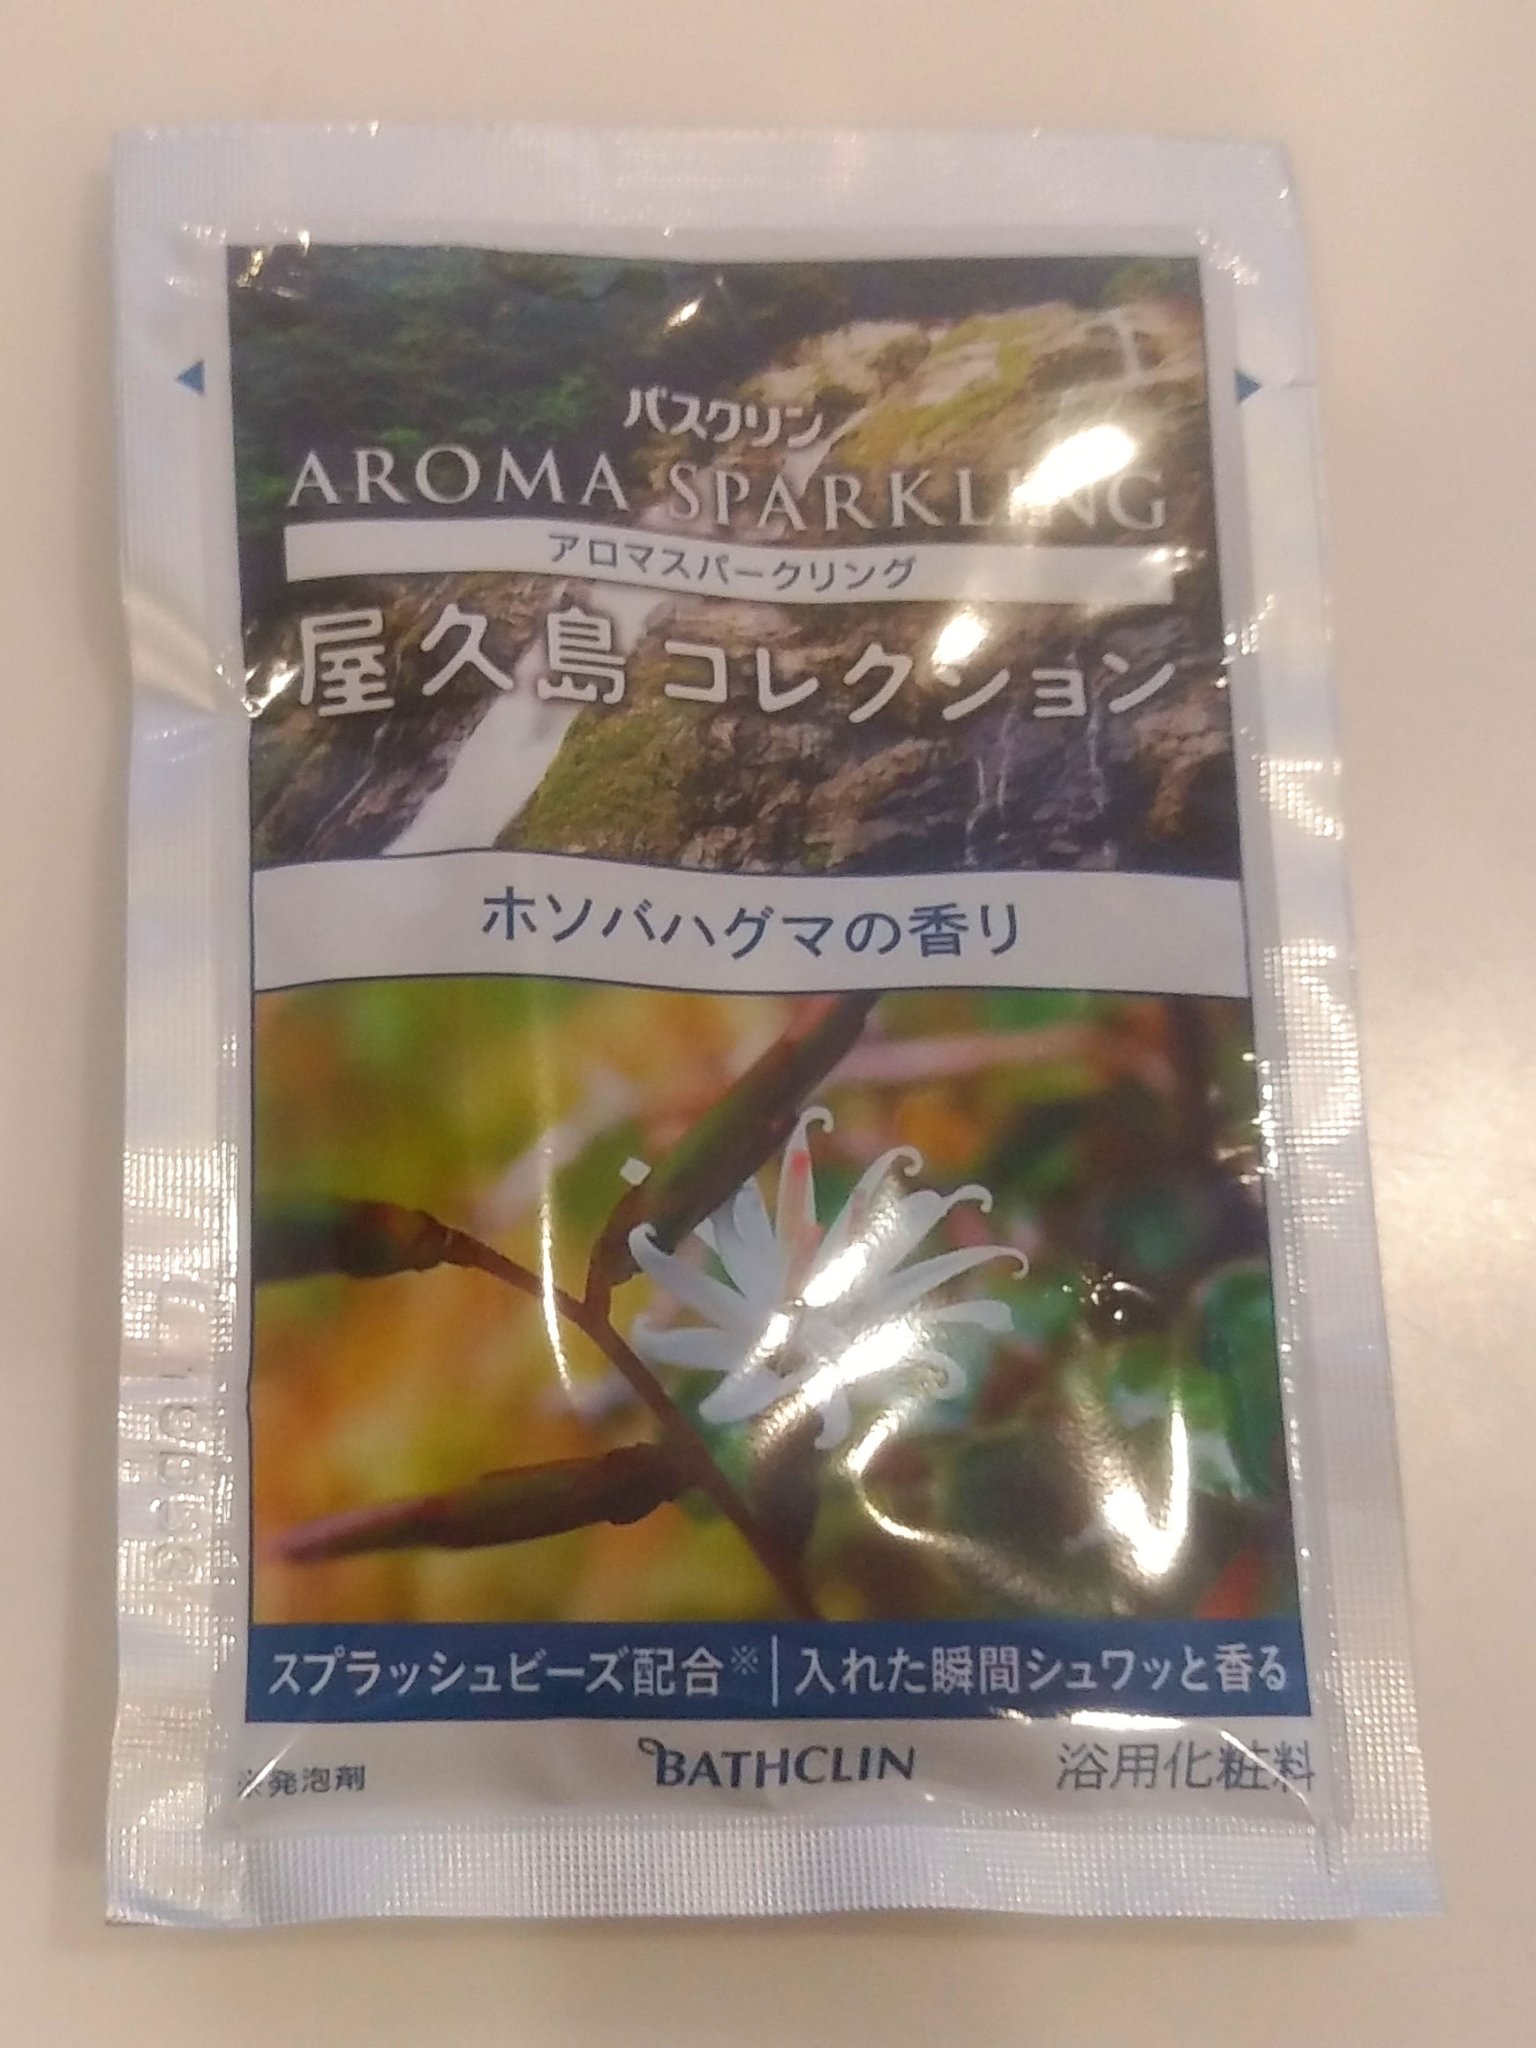 バスクリン
AROMA SPARKLING
アロマスパークリング
屋久島コレクション
ホソバハグマの香り
スプラッシュビーズ配合※|入れた瞬間シュワッと香る
※発泡剤 BATHCLIN 浴用化粧料